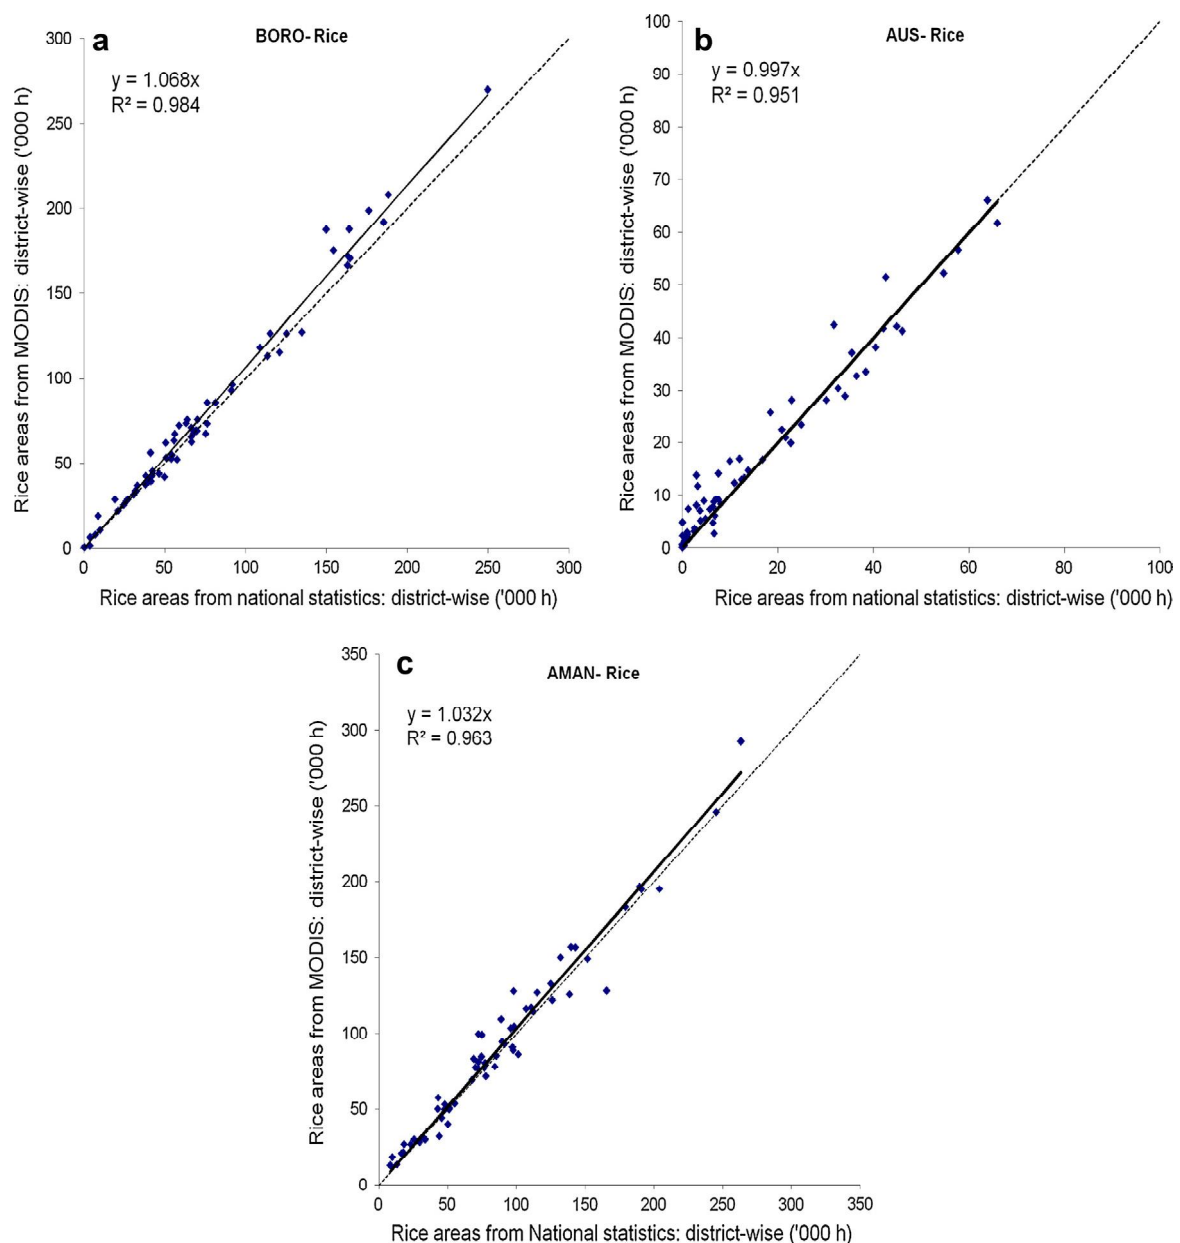 a
BORO- Rice
y = 1.068x
R² = 0.984
300
250
200
150
100
50
0
0 50 100 150 200 250 300
Rice areas from MODIS: district-wise ('000 h)
Rice areas from national statistics: district-wise ('000 h)
b
AUS- Rice
y = 0.997x
R² = 0.951
100
90
80
70
60
50
40
30
20
10
0
0 20 40 60 80 100
Rice areas from MODIS: district-wise ('000 h)
Rice areas from national statistics: district-wise ('000 h)
c
AMAN- Rice
y = 1.032x
R² = 0.963
350
300
250
200
150
100
50
0
0 50 100 150 200 250 300 350
Rice areas from MODIS: district-wise ('000 h)
Rice areas from National statistics: district-wise ('000 h)